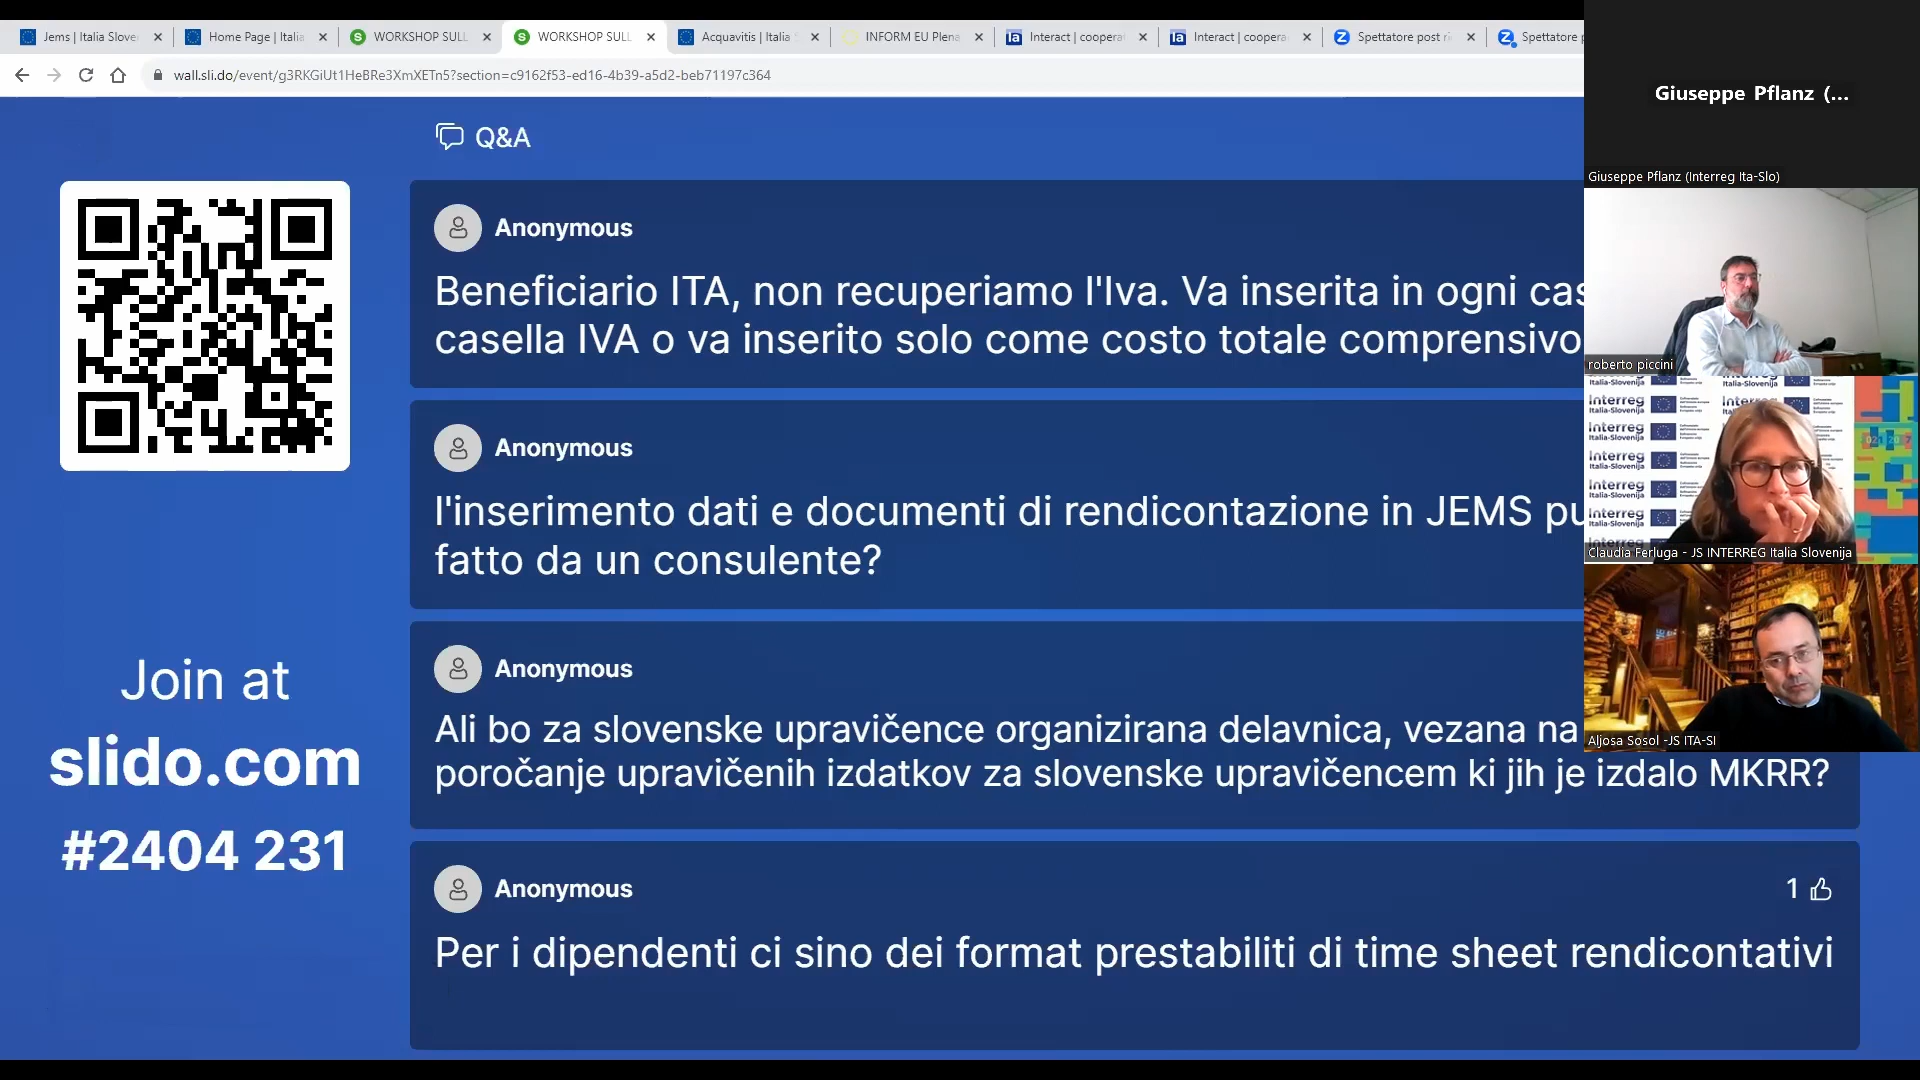 Jems | Italia Slove
Home Page | Italia
WORKSHOP SULL
WORKSHOP SULL
Acquavitis | Italia S
INFORM EU Plena
Interact | cooperat
Interact | coopera
Spettatore post ri
Spettatore p
wall.sli.do/event/g3RKGiUt1HeBRe3XmXETn5?section=c9162f53-ed16-4b39-a5d2-beb71197c364
Giuseppe Pflanz (...
Giuseppe Pflanz (Interreg Ita-Slo)
roberto piccini
Interreg
Italia-Slovenija
Claudia Ferluga - JS INTERREG Italia Slovenija
Aljosa Sosol -JS ITA-SI
Q&A
Anonymous
Beneficiario ITA, non recuperiamo l'Iva. Va inserita in ogni cas
casella IVA o va inserito solo come costo totale comprensivo
Anonymous
l'inserimento dati e documenti di rendicontazione in JEMS pu
fatto da un consulente?
Anonymous
Ali bo za slovenske upravičence organizirana delavnica, vezana na
poročanje upravičenih izdatkov za slovenske upravičencem ki jih je izdalo MKRR?
Anonymous
1
Per i dipendenti ci sino dei format prestabiliti di time sheet rendicontativi
Join at
slido.com
#2404 231